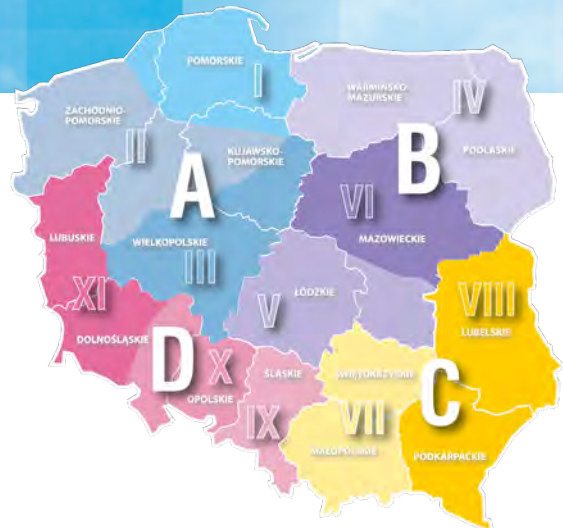 POMORSKIE
I
ZACHODNIO-
POMORSKIE
II
WARMIŃSKO-
MAZURSKIE
IV
PODLASKIE
KUJAWSKO-
POMORSKIE
A
B
VI
MAZOWIECKIE
LUBUSKIE
WIELKOPOLSKIE
III
XI
V
ŁÓDZKIE
VIII
LUBELSKIE
DOLNOŚLĄSKIE
D
X
OPOLSKIE
ŚLĄSKIE
IX
ŚWIĘTOKRZYSKIE
VII
MAŁOPOLSKIE
C
PODKARPACKIE